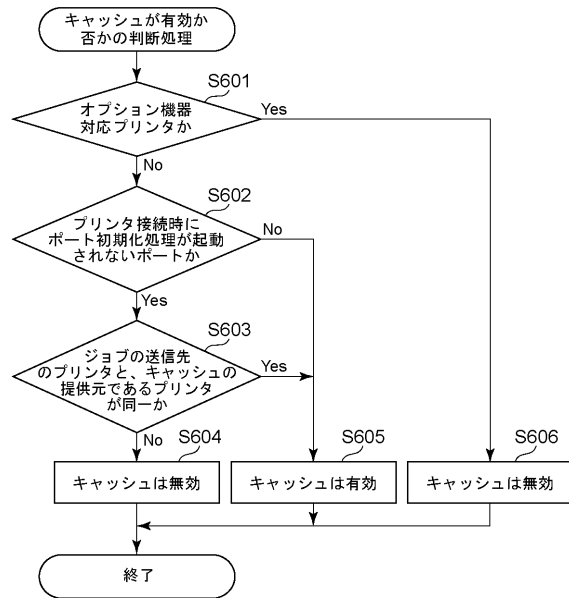 キャッシュが有効か
否かの判断処理
S601
オプション機器
対応プリンタか
Yes
No
S602
プリンタ接続時に
ポート初期化処理が起動
されないポートか
No
Yes
S603
ジョブの送信先
のプリンタと、キャッシュの
提供元であるプリンタ
が同一か
Yes
No
S604
キャッシュは無効
S605
キャッシュは有効
S606
キャッシュは無効
終了